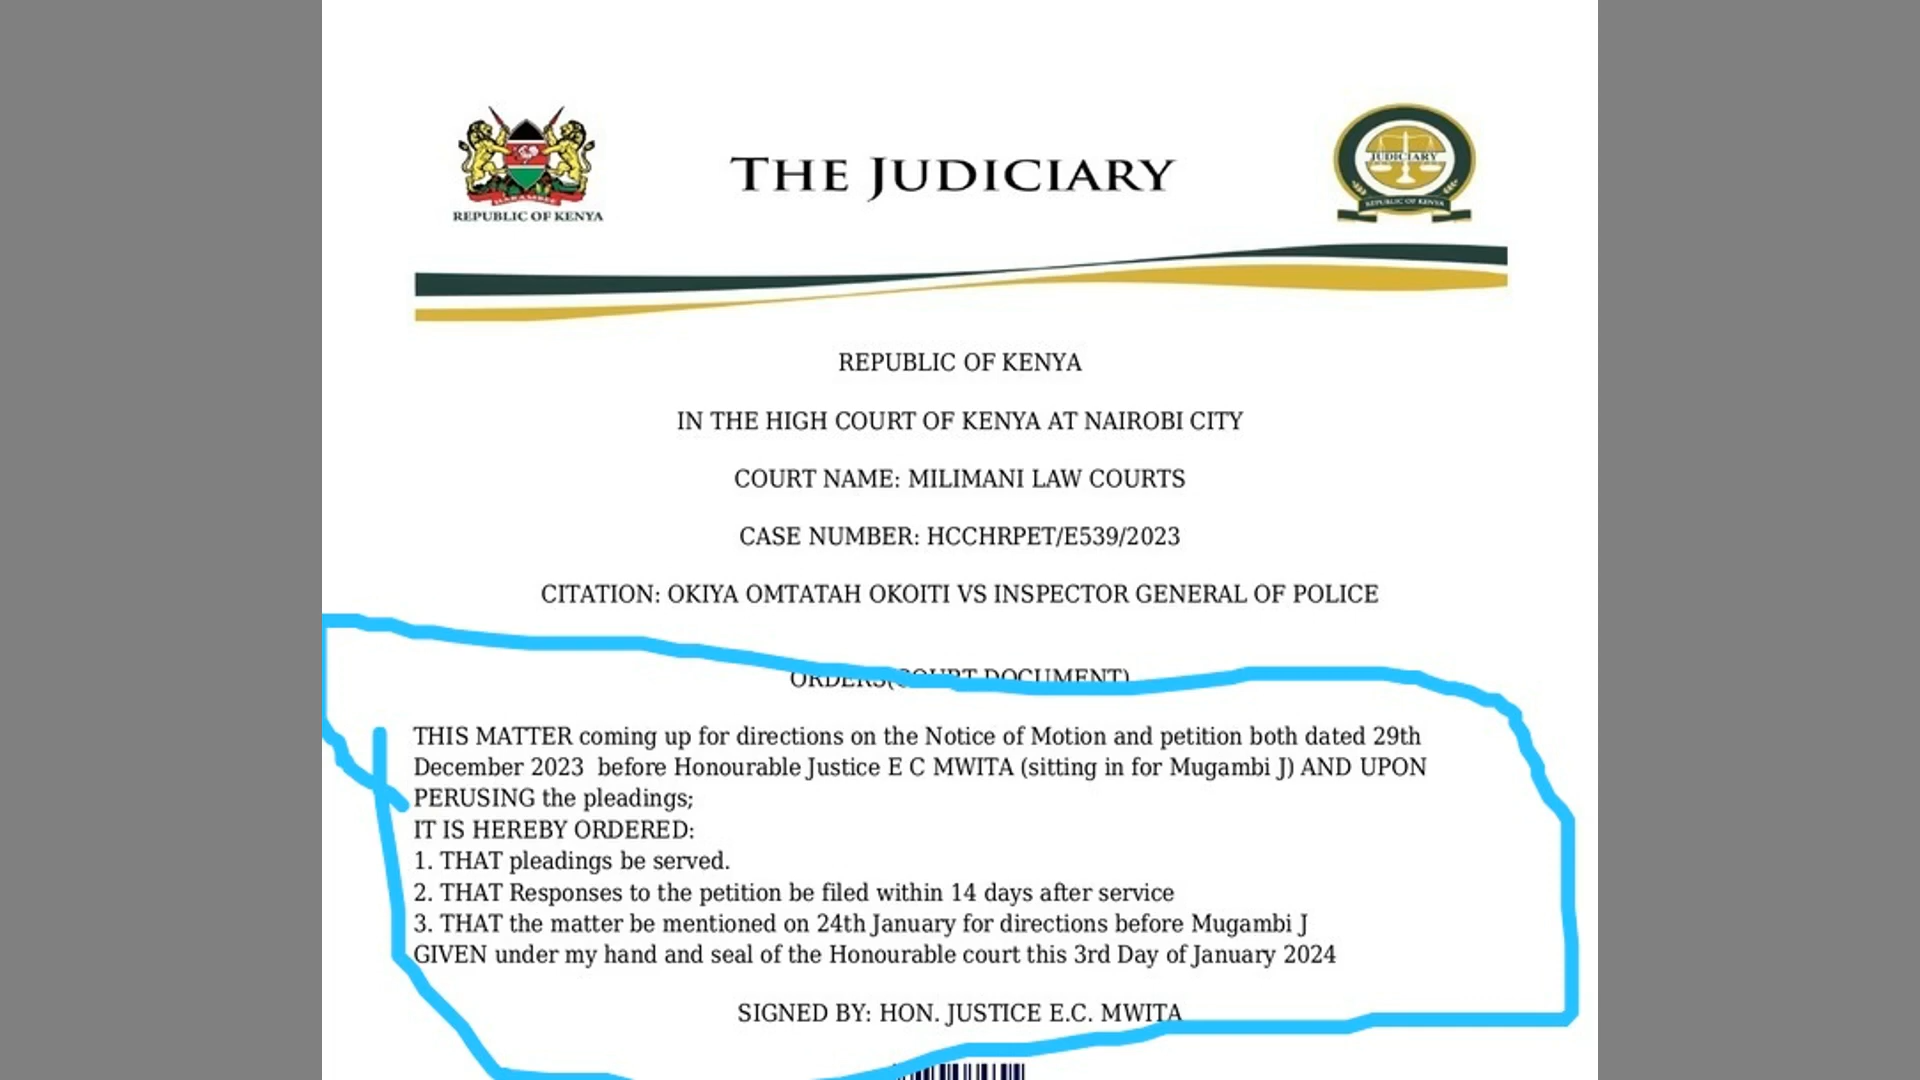 REPUBLIC OF KENYA
THE JUDICIARY
JUDICIARY
REPUBLIC OF KENYA
REPUBLIC OF KENYA
IN THE HIGH COURT OF KENYA AT NAIROBI CITY
COURT NAME: MILIMANI LAW COURTS
CASE NUMBER: HCCHRPET/E539/2023
CITATION: OKIYA OMTATAH OKOITI VS INSPECTOR GENERAL OF POLICE
ORDERS(COURT DOCUMENT)
THIS MATTER coming up for directions on the Notice of Motion and petition both dated 29th
December 2023  before Honourable Justice E C MWITA (sitting in for Mugambi J) AND UPON
PERUSING the pleadings;
IT IS HEREBY ORDERED:
1. THAT pleadings be served.
2. THAT Responses to the petition be filed within 14 days after service
3. THAT the matter be mentioned on 24th January for directions before Mugambi J
GIVEN under my hand and seal of the Honourable court this 3rd Day of January 2024
SIGNED BY: HON. JUSTICE E.C. MWITA